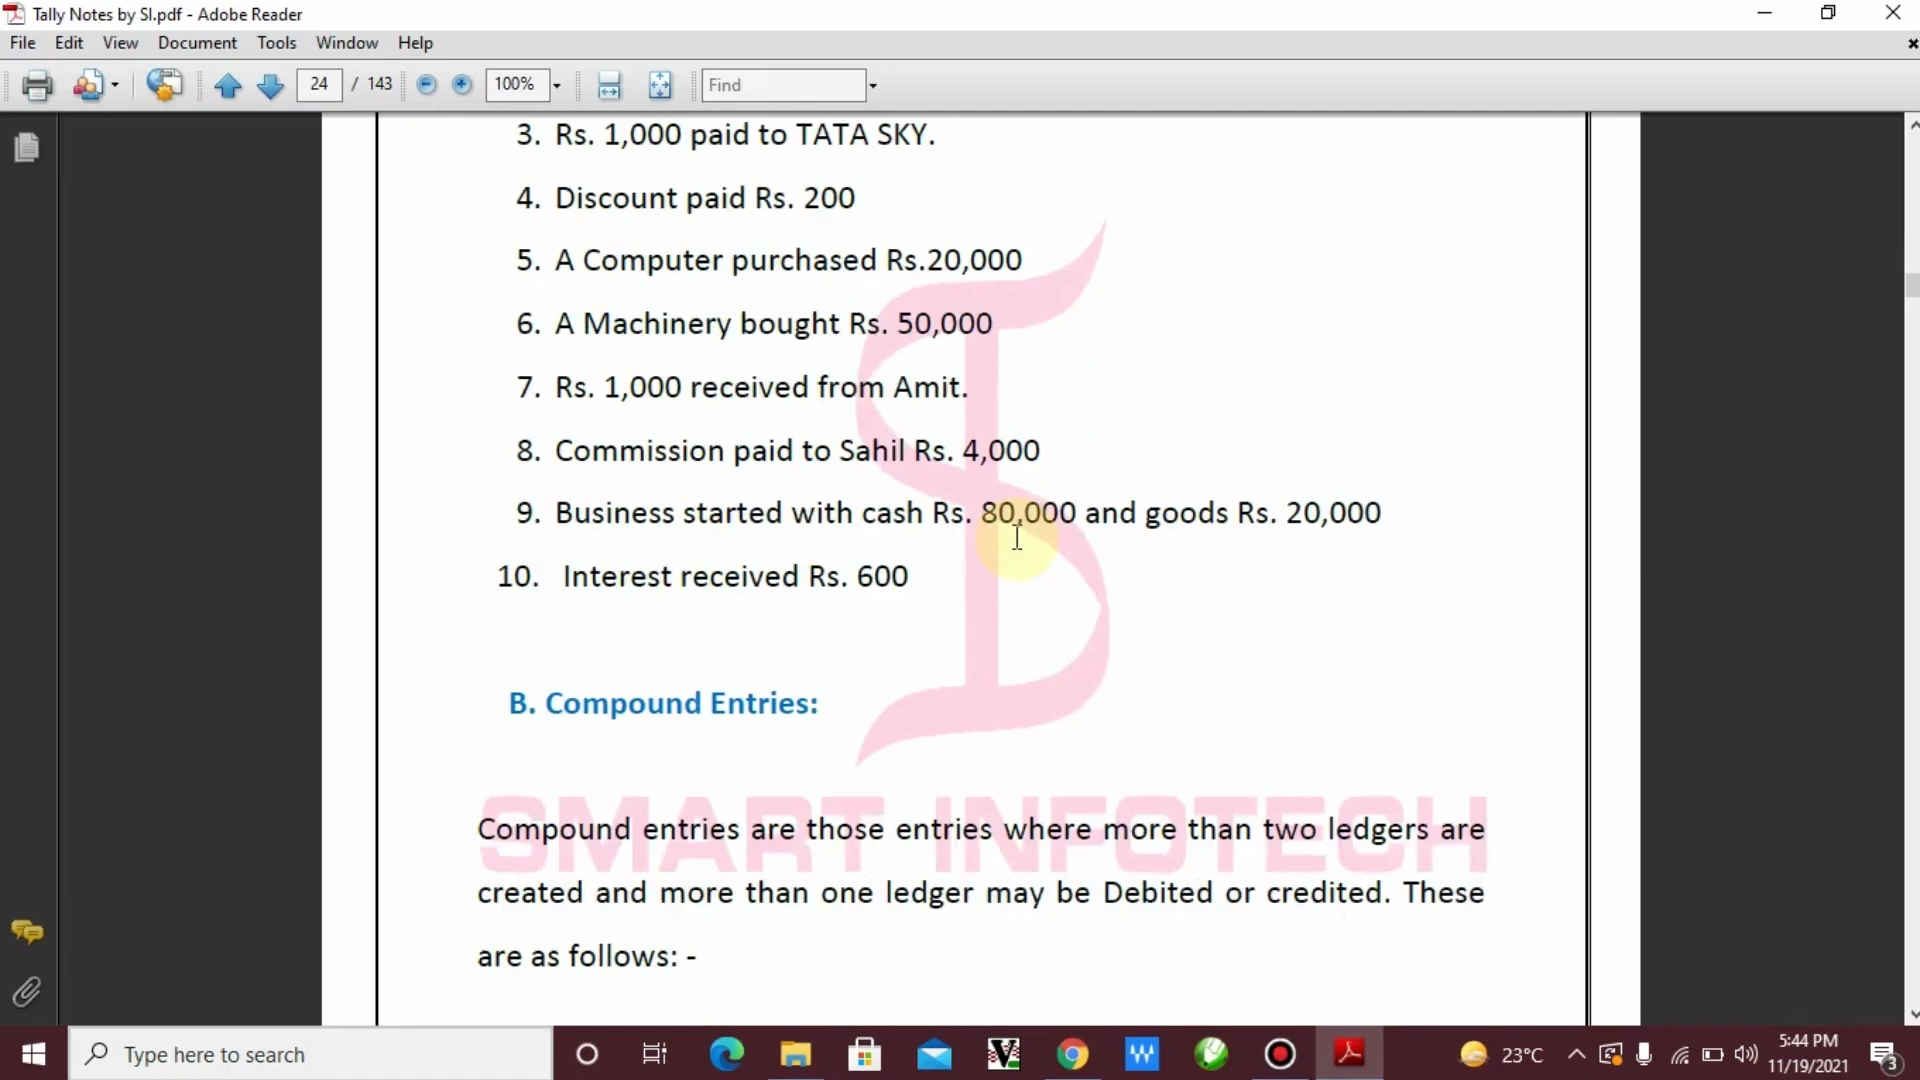 Tally Notes by SI.pdf - Adobe Reader
File Edit View Document Tools Window Help
24 / 143 100% Find
3. Rs. 1,000 paid to TATA SKY.
4. Discount paid Rs. 200
5. A Computer purchased Rs.20,000
6. A Machinery bought Rs. 50,000
7. Rs. 1,000 received from Amit.
8. Commission paid to Sahil Rs. 4,000
9. Business started with cash Rs. 80,000 and goods Rs. 20,000
10. Interest received Rs. 600
B. Compound Entries:
SMART INFOTECH
Compound entries are those entries where more than two ledgers are
created and more than one ledger may be Debited or credited. These
are as follows: -
Type here to search
23°C
5:44 PM
11/19/2021
3